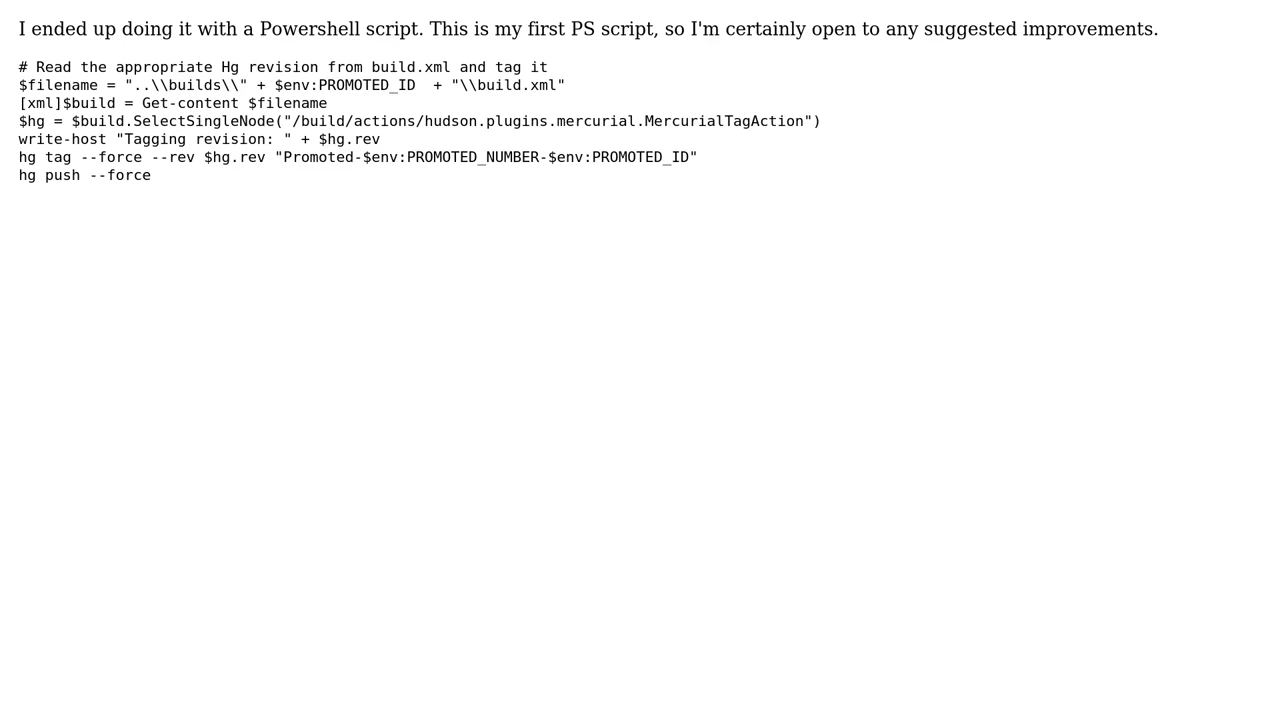 I ended up doing it with a Powershell script. This is my first PS script, so I'm certainly open to any suggested improvements.
# Read the appropriate Hg revision from build.xml and tag it
$filename = "..\\builds\\" + $env:PROMOTED_ID  + "\\build.xml"
[xml]$build = Get-content $filename
$hg = $build.SelectSingleNode("/build/actions/hudson.plugins.mercurial.MercurialTagAction")
write-host "Tagging revision: " + $hg.rev
hg tag --force --rev $hg.rev "Promoted-$env:PROMOTED_NUMBER-$env:PROMOTED_ID"
hg push --force